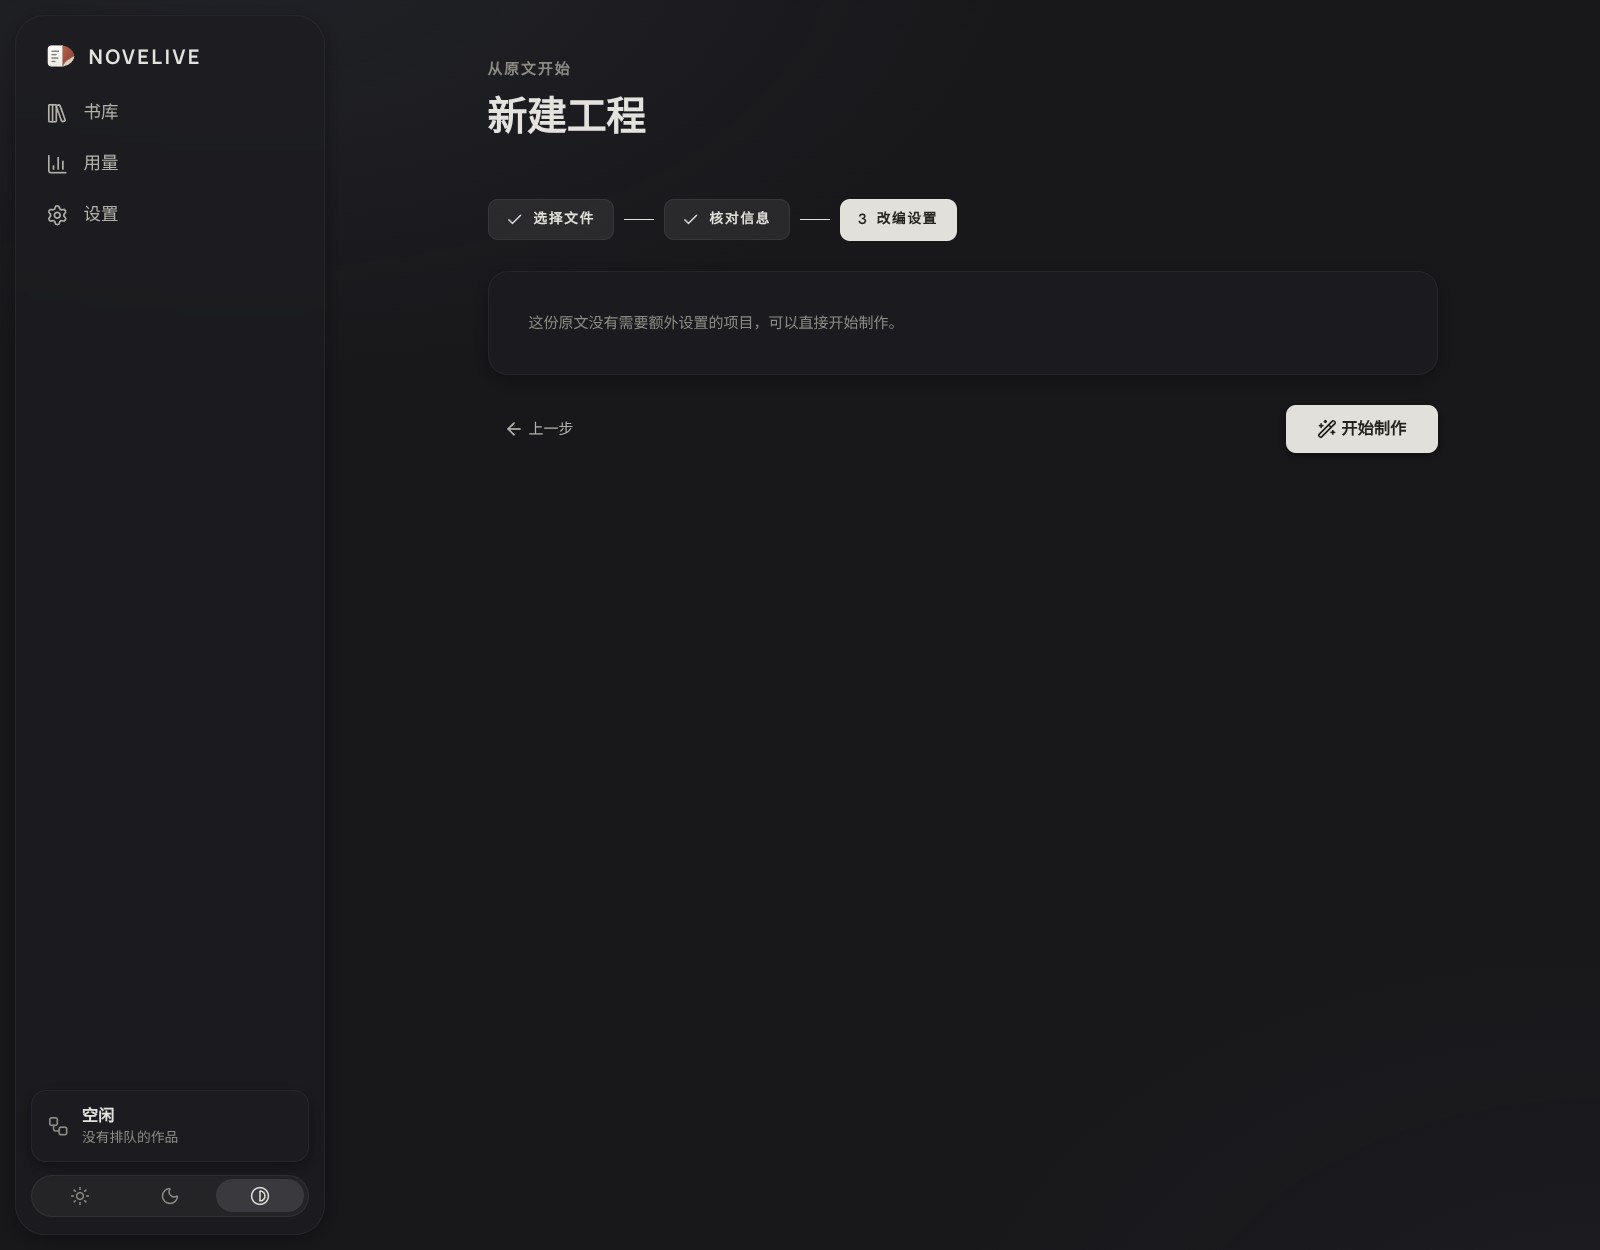 NOVELIVE
书库
用量
设置
从原文开始
新建工程
选择文件
核对信息
3 改编设置
这份原文没有需要额外设置的项目，可以直接开始制作。
上一步
开始制作
空闲
没有排队的作品